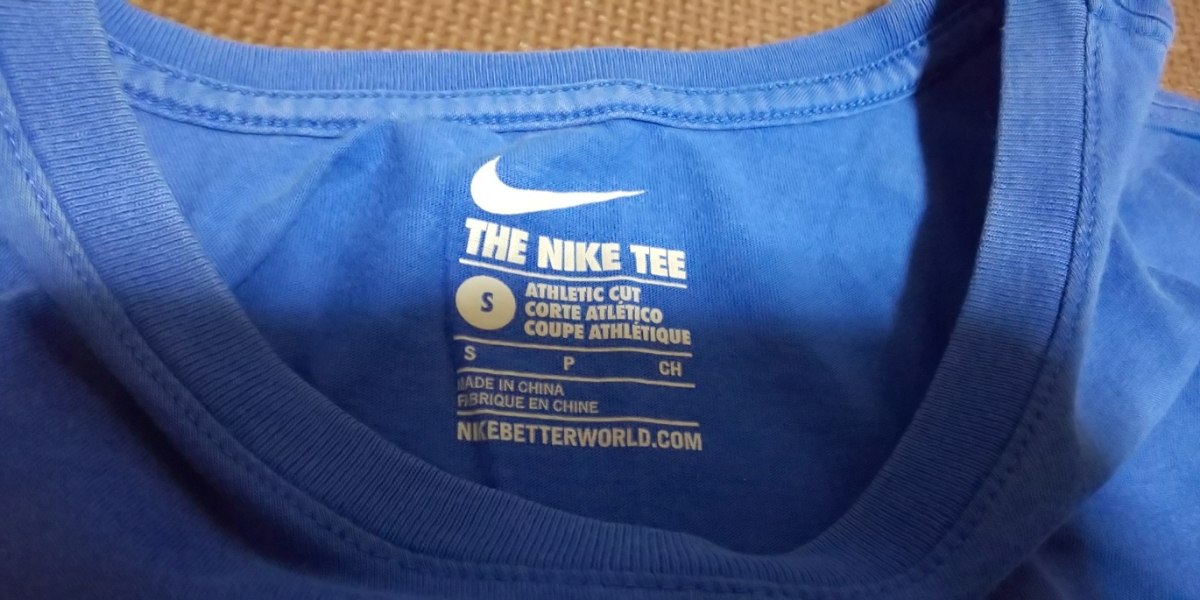 THE NIKE TEE
S
ATHLETIC CUT
CORTE ATLÉTICO
COUPE ATHLÉTIQUE
S P CH
MADE IN CHINA
FABRIQUE EN CHINE
NIKEBETTERWORLD.COM